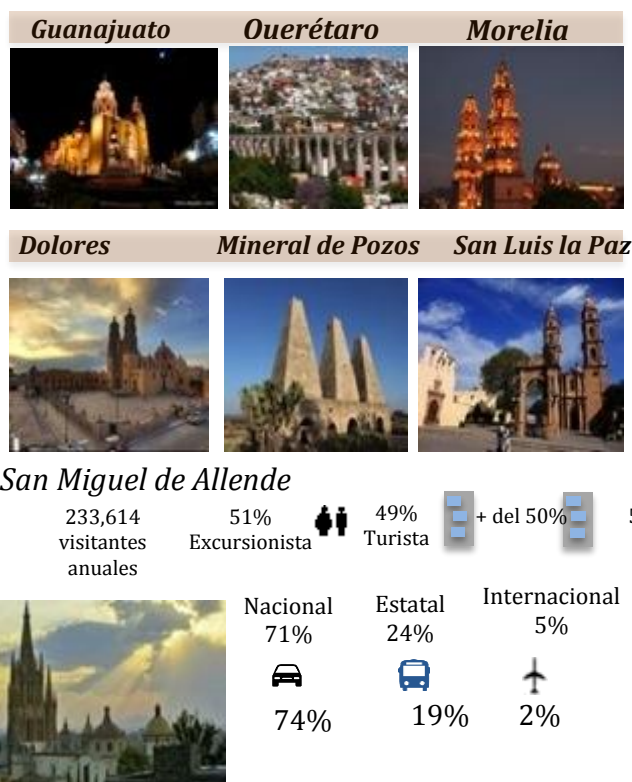 Guanajuato Querétaro Morelia
Dolores Mineral de Pozos San Luis la Paz
San Miguel de Allende
233,614 51% 49% + del 50% 5
visitantes Excursionista Turista
anuales
Nacional Estatal Internacional
71% 24% 5%
74% 19% 2%